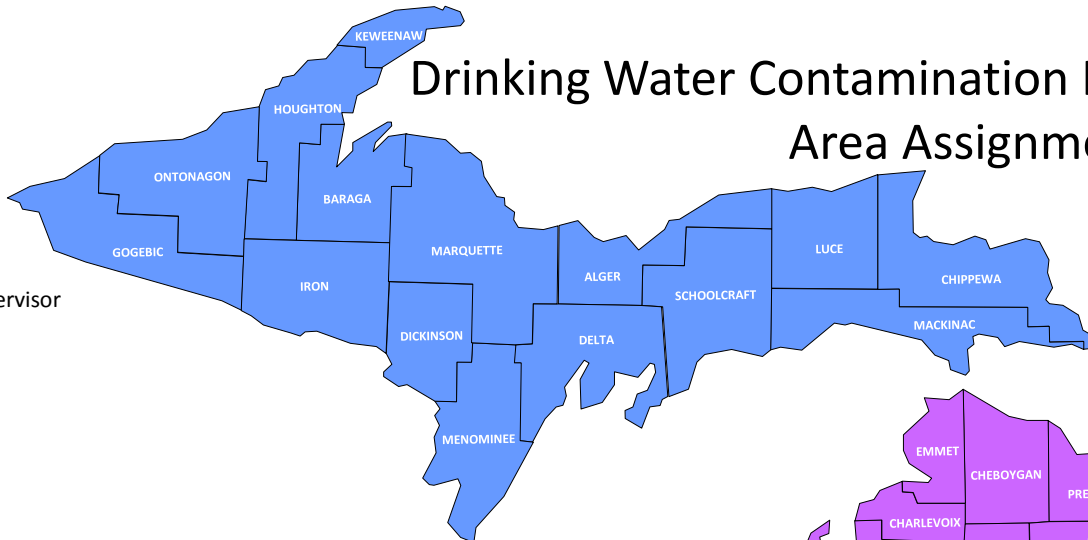 KEWEENAW
Drinking Water Contamination
Area
HOUGHTON
ONTONAGON
BARAGA
GOGEBIC
MARQUETTE
LUCE
ALGER
CHIPPEWA
IRON
SCHOOLCRAFT
ervisor
MACKINAC
DICKINSON
DELTA
MENOMINEE
EMMET
CHEBOYGAN
PRE
CHARLEVOIX